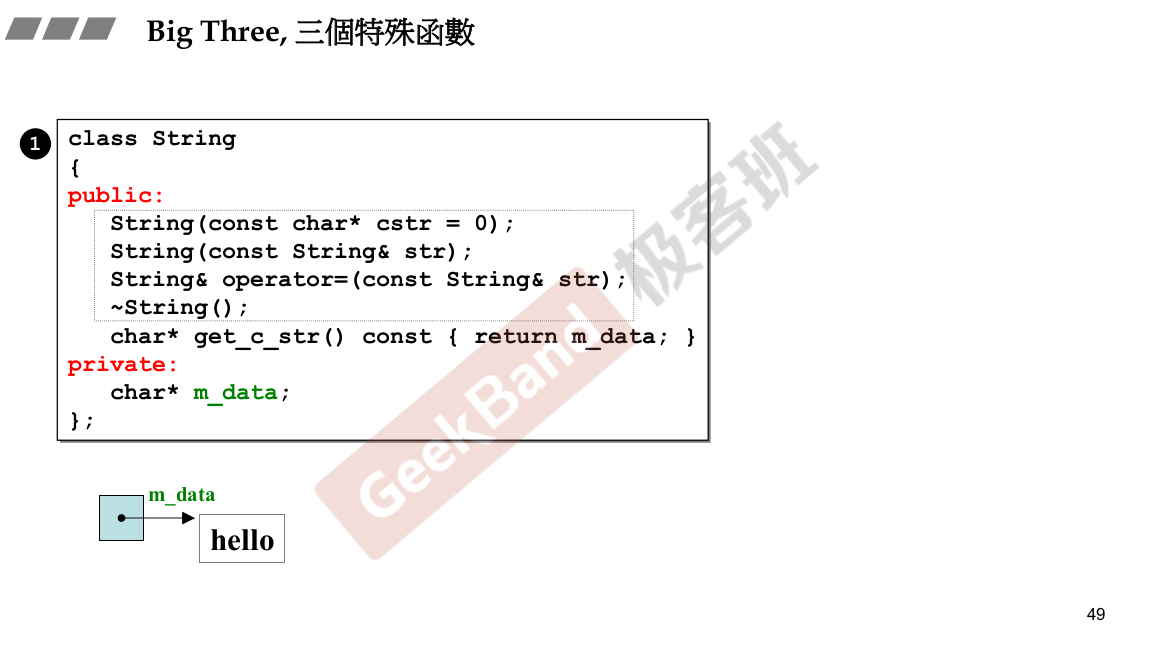 Big Three, 三個特殊函數
1
class String
{
public:
   String(const char* cstr = 0);
   String(const String& str);
   String& operator=(const String& str);
   ~String();
   char* get_c_str() const { return m_data; }
private:
   char* m_data;
};
GeekBand 极客班
m_data
hello
49